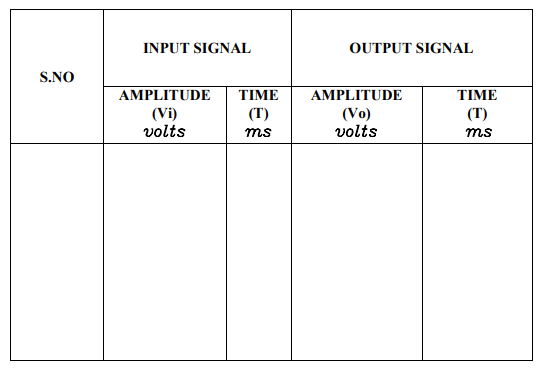 S.NO
INPUT SIGNAL
OUTPUT SIGNAL
AMPLITUDE
(Vi)
volts
TIME
(T)
ms
AMPLITUDE
(Vo)
volts
TIME
(T)
ms